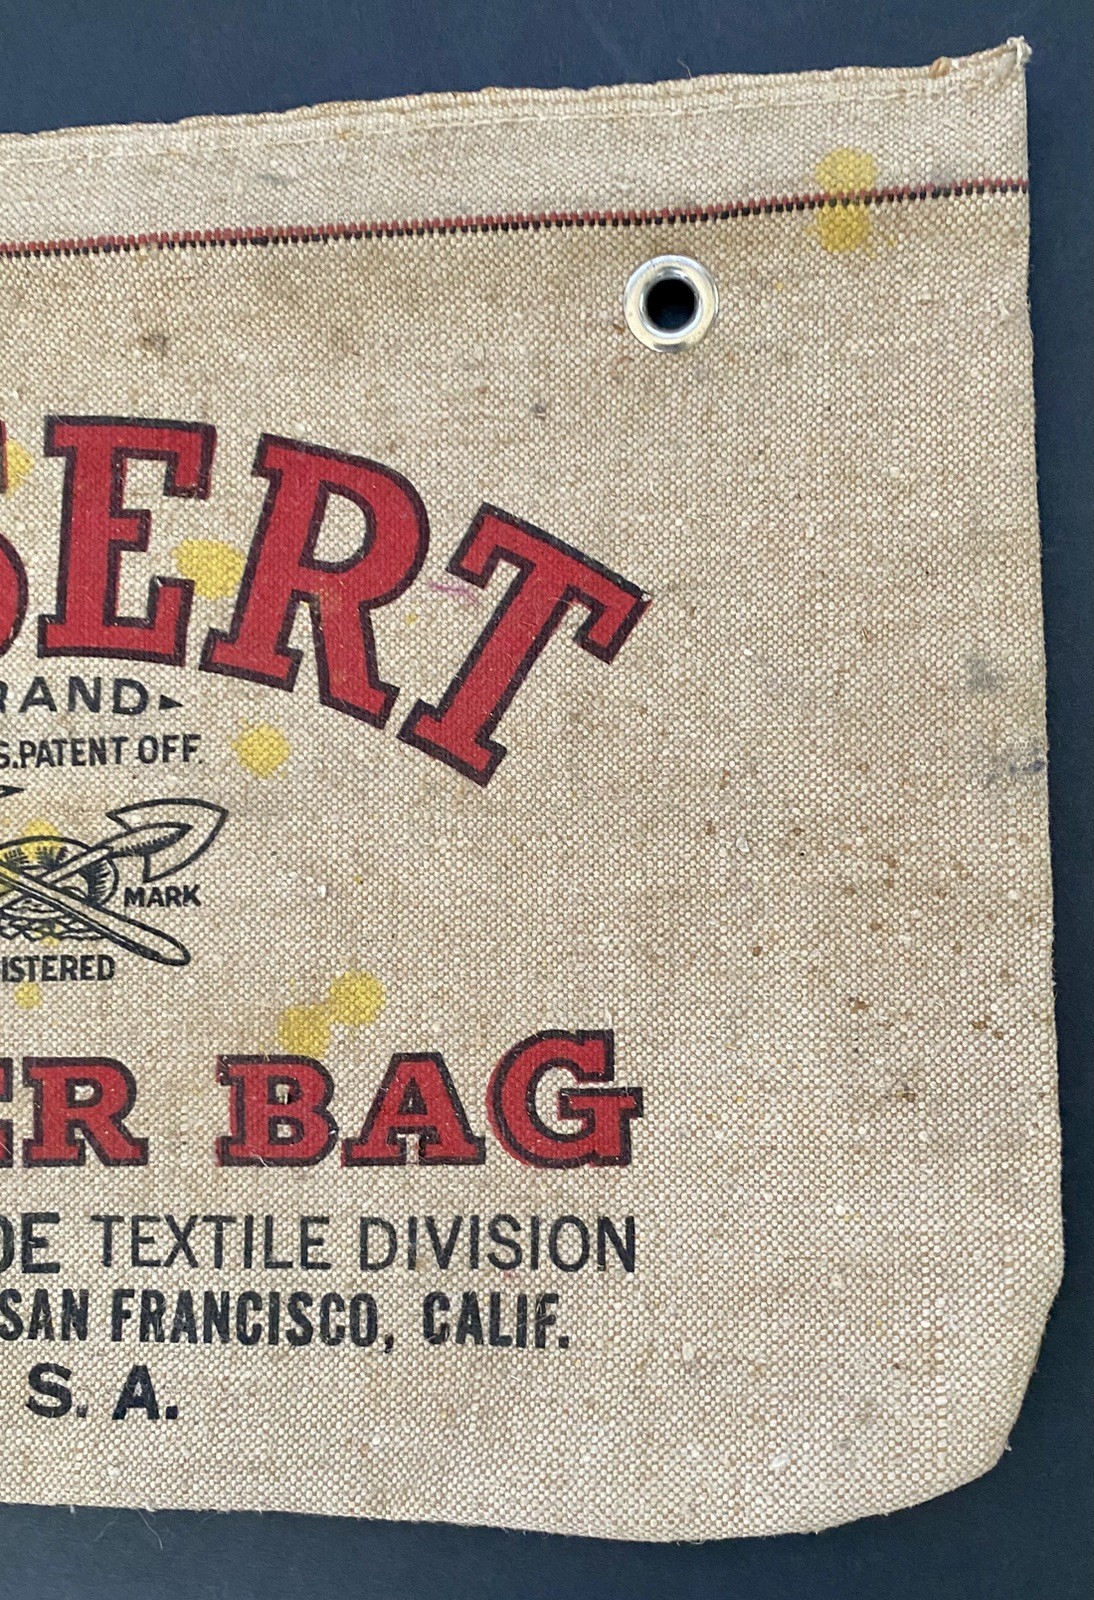 SERT
RAND
S.PATENT OFF.
MARK
ISTERED
ER BAG
DE TEXTILE DIVISION
SAN FRANCISCO, CALIF.
S. A.